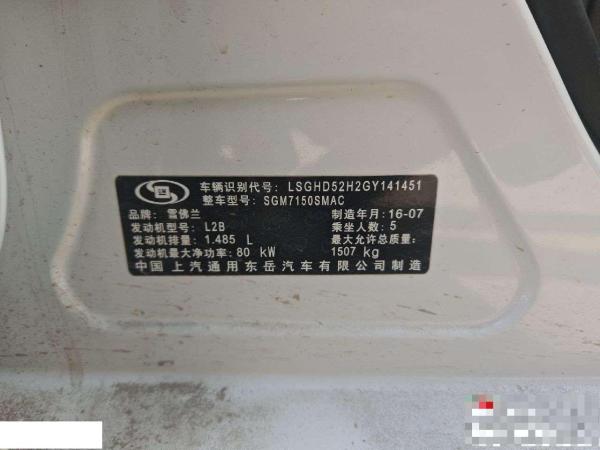 车辆识别代号: LSGHD52H2GY141451
整车型号: SGM7150SMAC
品牌: 雪佛兰 制造年月: 16-07
发动机型号: L2B 乘坐人数: 5
发动机排量: 1.485 L 最大允许总质量:
发动机最大净功率: 80 kW 1507 kg
中国上汽通用东岳汽车有限公司制造